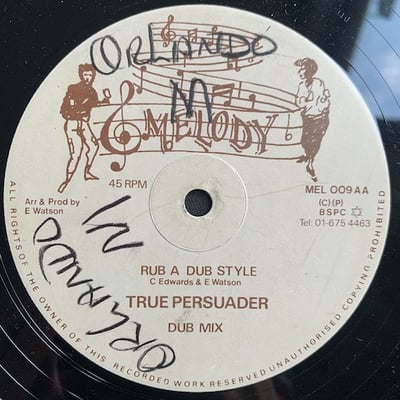 ORLANDO
M
MELODY
45 RPM
MEL 009 AA
Arr & Prod by
E Watson
(C) (P)
BSPC
Tel: 01-675 4463
ORLANDO M
RUB A DUB STYLE
C Edwards & E Watson
TRUE PERSUADER
DUB MIX
ALL RIGHTS OF THE OWNER OF THIS RECORDED WORK RESERVED UNAUTHORISED COPYING PROHIBITED